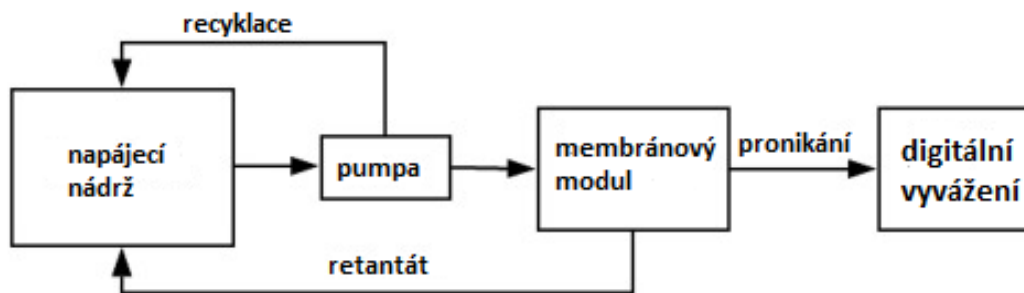 recyklace
napájecí
nádrž
pumpa
membránový
modul
pronikání
digitální
vyvážení
retantát